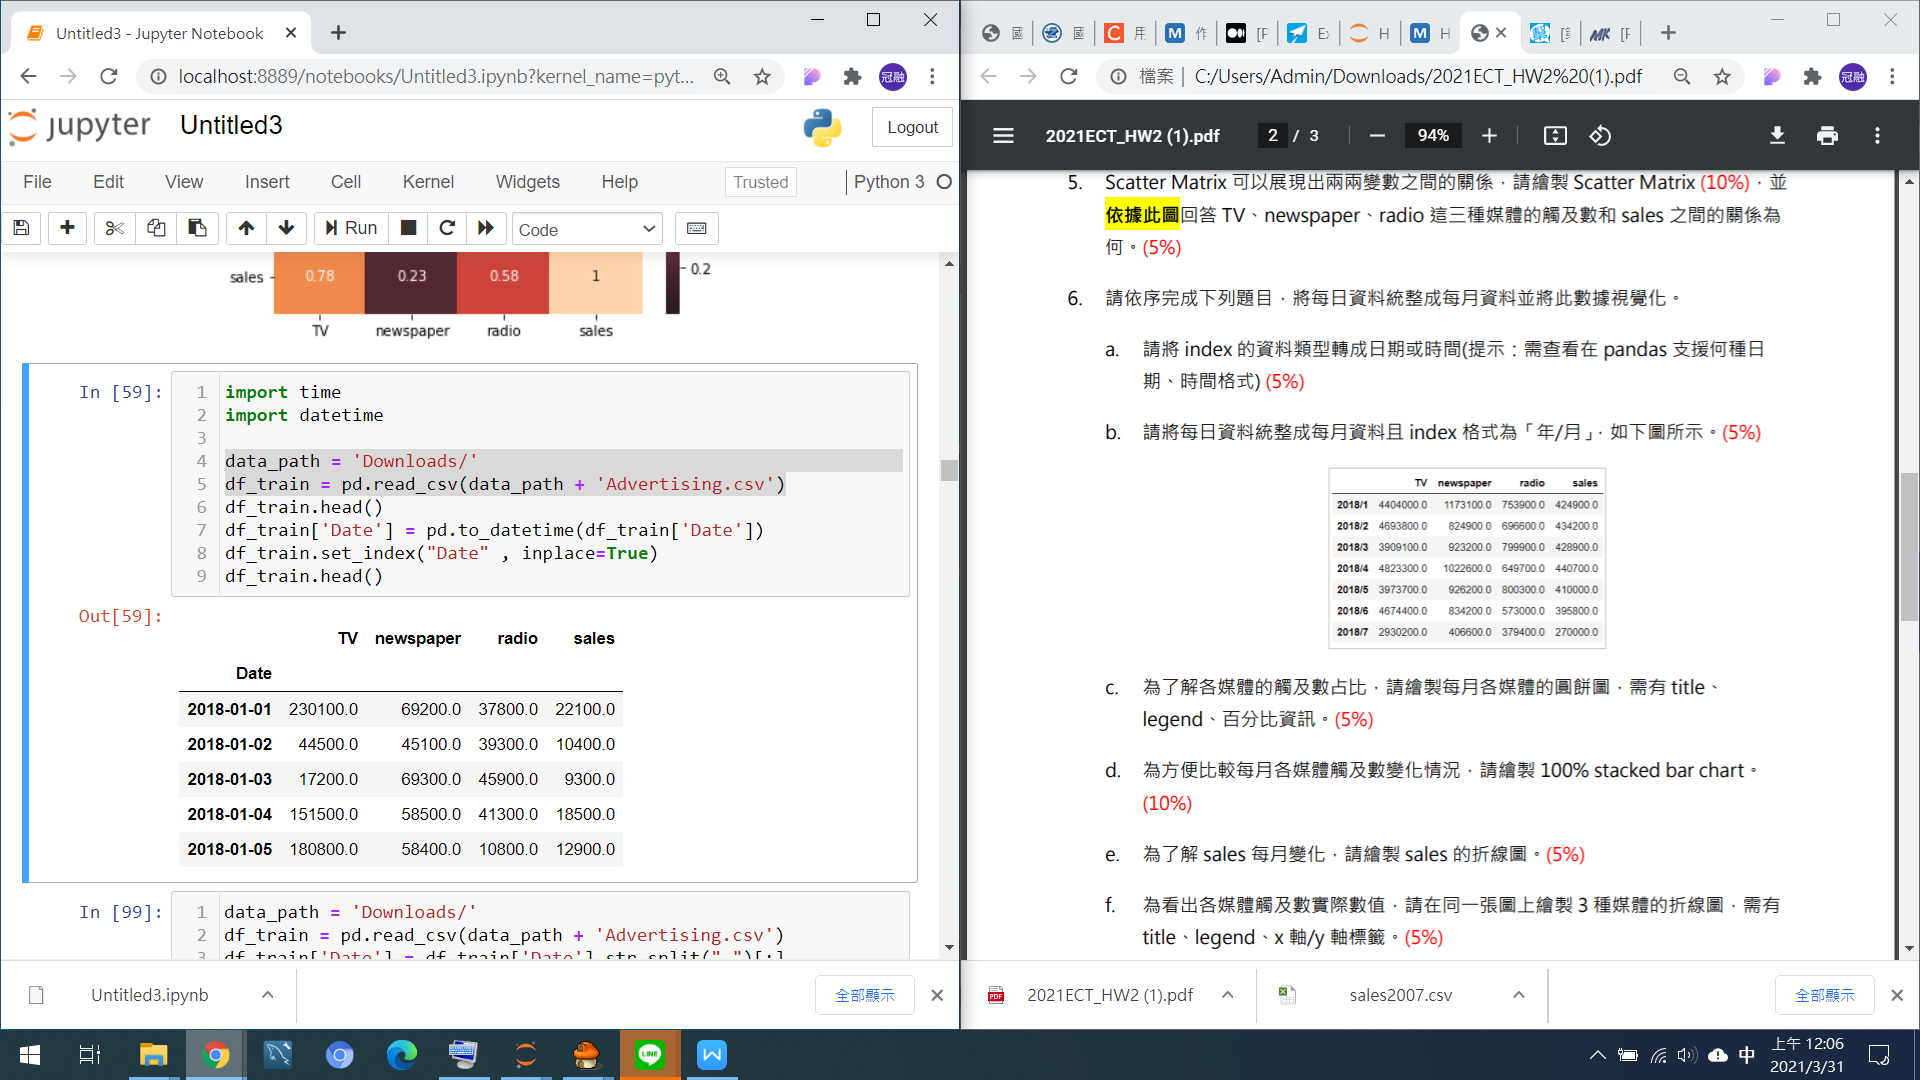 Untitled3 - Jupyter Notebook
localhost:8889/notebooks/Untitled3.ipynb?kernel_name=pyt...
冠融
jupyter
Untitled3
Logout
File
Edit
View
Insert
Cell
Kernel
Widgets
Help
Trusted
Python 3
Run
Code
sales
0.78
0.23
0.58
1
0.2
TV
newspaper
radio
sales
In [59]:
1 import time
2 import datetime
3
4 data_path = 'Downloads/'
5 df_train = pd.read_csv(data_path + 'Advertising.csv')
6 df_train.head()
7 df_train['Date'] = pd.to_datetime(df_train['Date'])
8 df_train.set_index("Date" , inplace=True)
9 df_train.head()
Out[59]:
TV newspaper radio sales
Date
2018-01-01 230100.0 69200.0 37800.0 22100.0
2018-01-02 44500.0 45100.0 39300.0 10400.0
2018-01-03 17200.0 69300.0 45900.0 9300.0
2018-01-04 151500.0 58500.0 41300.0 18500.0
2018-01-05 180800.0 58400.0 10800.0 12900.0
In [99]:
1 data_path = 'Downloads/'
2 df_train = pd.read_csv(data_path + 'Advertising.csv')
3 df_train['Date'] = df_train['Date'].str.split(" ")[:]
Untitled3.ipynb
全部顯示
檔案
C:/Users/Admin/Downloads/2021ECT_HW2%20(1).pdf
冠融
2021ECT_HW2 (1).pdf
2 / 3
94%
5. Scatter Matrix 可以展現出兩兩變數之間的關係，請繪製 Scatter Matrix (10%)，並
依據此圖回答 TV、newspaper、radio 這三種媒體的觸及數和 sales 之間的關係為
何。(5%)
6. 請依序完成下列題目，將每日資料統整成每月資料並將此數據視覺化。
a. 請將 index 的資料類型轉成日期或時間(提示：需查看在 pandas 支援何種日
期、時間格式) (5%)
b. 請將每日資料統整成每月資料且 index 格式為「年/月」，如下圖所示。(5%)
TV newspaper radio sales
2018/1 4404000.0 1173100.0 753900.0 424900.0
2018/2 4693800.0 824900.0 696600.0 434200.0
2018/3 3909100.0 923200.0 799900.0 428900.0
2018/4 4823300.0 1022600.0 649700.0 440700.0
2018/5 3973700.0 926200.0 800300.0 410000.0
2018/6 4674400.0 834200.0 573000.0 395800.0
2018/7 2930200.0 406600.0 379400.0 270000.0
c. 為了解各媒體的觸及數占比，請繪製每月各媒體的圓餅圖，需有 title、
legend、百分比資訊。(5%)
d. 為方便比較每月各媒體觸及數變化情況，請繪製 100% stacked bar chart。
(10%)
e. 為了解 sales 每月變化，請繪製 sales 的折線圖。(5%)
f. 為看出各媒體觸及數實際數值，請在同一張圖上繪製 3 種媒體的折線圖，需有
title、legend、x 軸/y 軸標籤。(5%)
2021ECT_HW2 (1).pdf
sales2007.csv
全部顯示
LINE
中
上午 12:06
2021/3/31